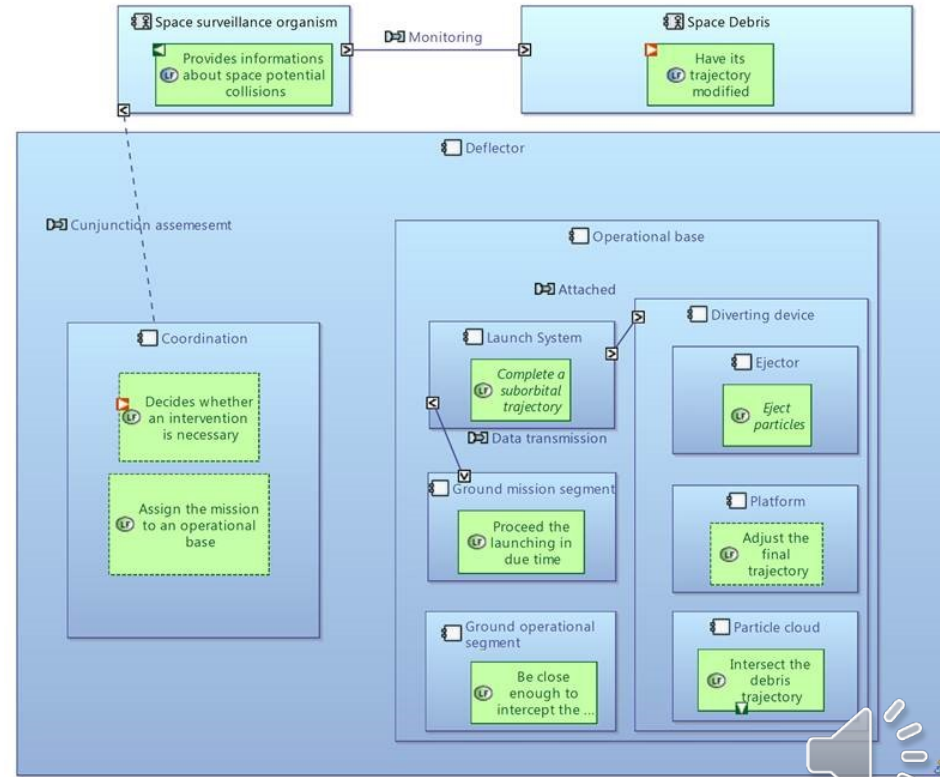 Space surveillance organism
Provides informations
about space potential
collisions
Monitoring
Space Debris
Have its
trajectory
modified
Deflector
Cunjunction assemesemt
Coordination
Decides whether
an intervention
is necessary
Assign the mission
to an operational
base
Operational base
Attached
Launch System
Complete a
suborbital
trajectory
Data transmission
Ground mission segment
Proceed the
launching in
due time
Ground operational
segment
Be close
enough to
intercept the ...
Diverting device
Ejector
Eject
particles
Platform
Adjust the
final
trajectory
Particle cloud
Intersect the
debris
trajectory